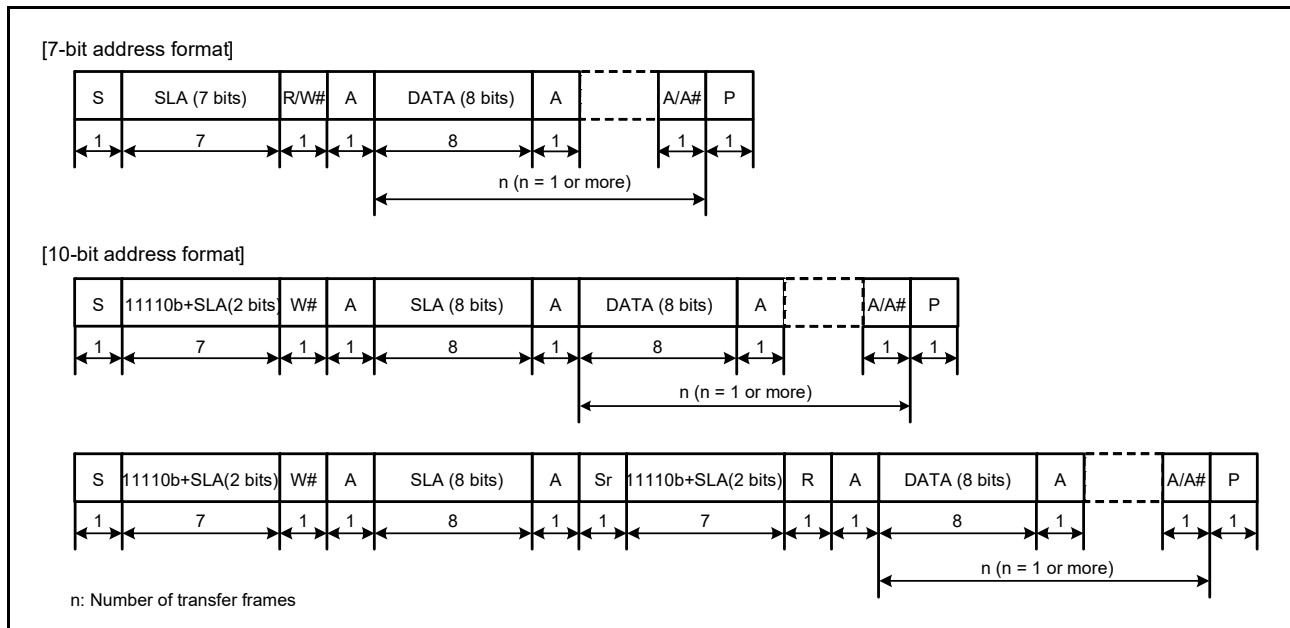 [7-bit address format]
S SLA (7 bits) R/W# A DATA (8 bits) A A/A# P
1 7 1 1 8 1 1 1
n (n = 1 or more)
[10-bit address format]
S 11110b+SLA(2 bits) W# A SLA (8 bits) A DATA (8 bits) A A/A# P
1 7 1 1 8 1 8 1 1 1
n (n = 1 or more)
S 11110b+SLA(2 bits) W# A SLA (8 bits) A Sr 11110b+SLA(2 bits) R A DATA (8 bits) A A/A# P
1 7 1 1 8 1 1 7 1 1 8 1 1 1
n (n = 1 or more)
n: Number of transfer frames